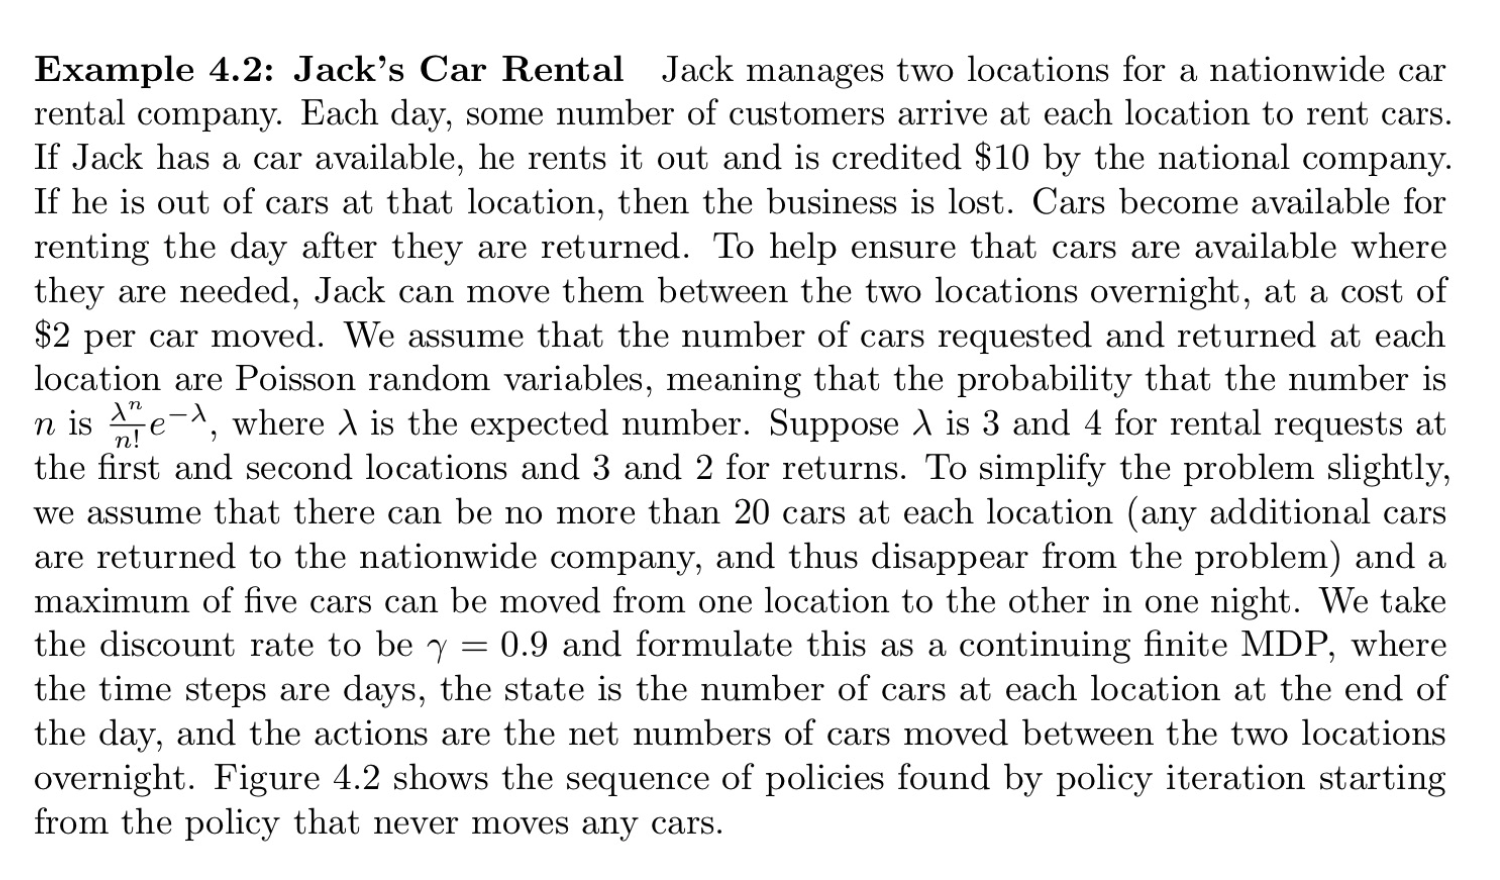 Example 4.2: Jack's Car Rental Jack manages two locations for a nationwide car
rental company. Each day, some number of customers arrive at each location to rent cars.
If Jack has a car available, he rents it out and is credited $10 by the national company.
If he is out of cars at that location, then the business is lost. Cars become available for
renting the day after they are returned. To help ensure that cars are available where
they are needed, Jack can move them between the two locations overnight, at a cost of
$2 per car moved. We assume that the number of cars requested and returned at each
location are Poisson random variables, meaning that the probability that the number is
n is $\frac{\lambda^n}{n!}e^{-\lambda}$, where λ is the expected number. Suppose λ is 3 and 4 for rental requests at
the first and second locations and 3 and 2 for returns. To simplify the problem slightly,
we assume that there can be no more than 20 cars at each location (any additional cars
are returned to the nationwide company, and thus disappear from the problem) and a
maximum of five cars can be moved from one location to the other in one night. We take
the discount rate to be γ = 0.9 and formulate this as a continuing finite MDP, where
the time steps are days, the state is the number of cars at each location at the end of
the day, and the actions are the net numbers of cars moved between the two locations
overnight. Figure 4.2 shows the sequence of policies found by policy iteration starting
from the policy that never moves any cars.